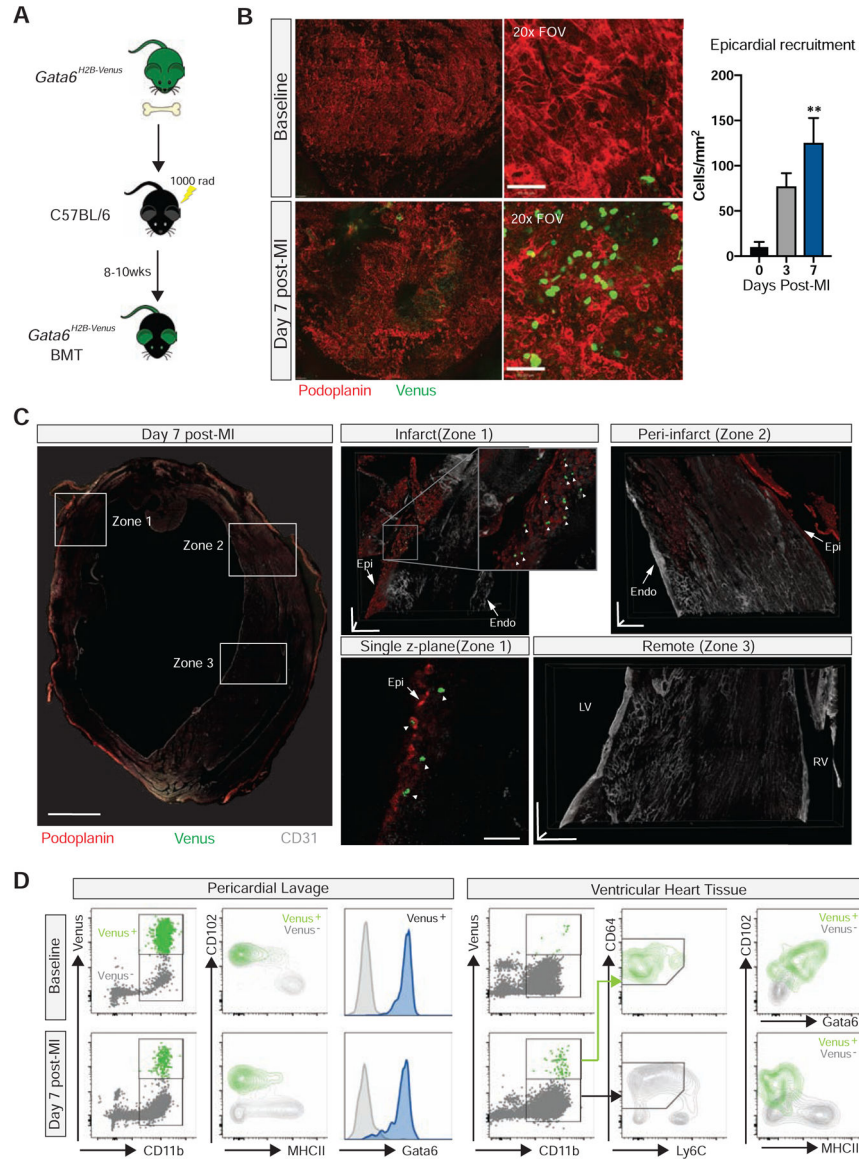 A
Gata6H2B-Venus
1000 rad
C57BL/6
8-10wks
Gata6H2B-Venus
BMT
B
Baseline
20x FOV
Day 7 post-MI
20x FOV
Podoplanin Venus
Epicardial recruitment
200
150
100
50
0
Cells/mm2
**
0 3 7
Days Post-MI
C
Day 7 post-MI
Zone 1
Zone 2
Zone 3
Podoplanin Venus CD31
Infarct(Zone 1)
Epi
Endo
Peri-infarct (Zone 2)
Epi
Endo
Single z-plane(Zone 1)
Epi
Remote (Zone 3)
LV
RV
D
Pericardial Lavage
Ventricular Heart Tissue
Baseline
Venus
Venus+
Venus-
CD102
Venus+
Venus-
Venus+
Venus
CD64
CD102
Venus+
Venus-
Gata6
Day 7 post-MI
Venus+
Venus-
CD11b
MHCII
Gata6
CD11b
Ly6C
MHCII